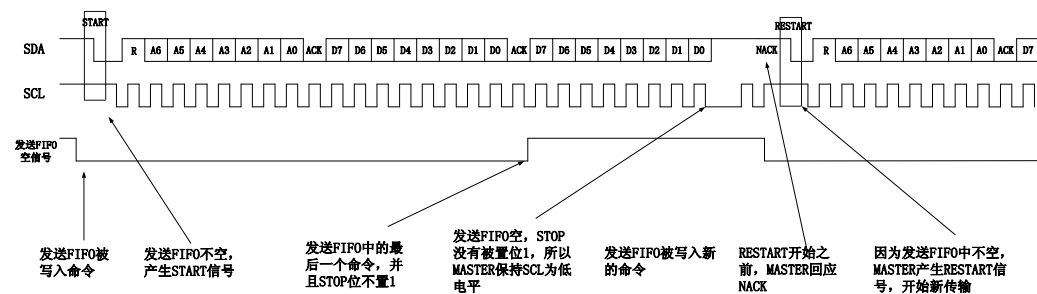 START
RESTART
SDA R A6 A5 A4 A3 A2 A1 A0 ACK D7 D6 D5 D4 D3 D2 D1 D0 ACK D7 D6 D5 D4 D3 D2 D1 D0 NACK R A6 A5 A4 A3 A2 A1 A0 ACK D7
SCL
发送FIFO
空信号
发送FIFO被
写入命令
发送FIFO不空，
产生START信号
发送FIFO中的最
后一个命令，并
且STOP位不置1
发送FIFO空，STOP
没有被置位1，所以
MASTER保持SCL为低
电平
发送FIFO被写入新
的命令
RESTART开始之
前，MASTER回应
NACK
因为发送FIFO中不空，
MASTER产生RESTART信
号，开始新传输